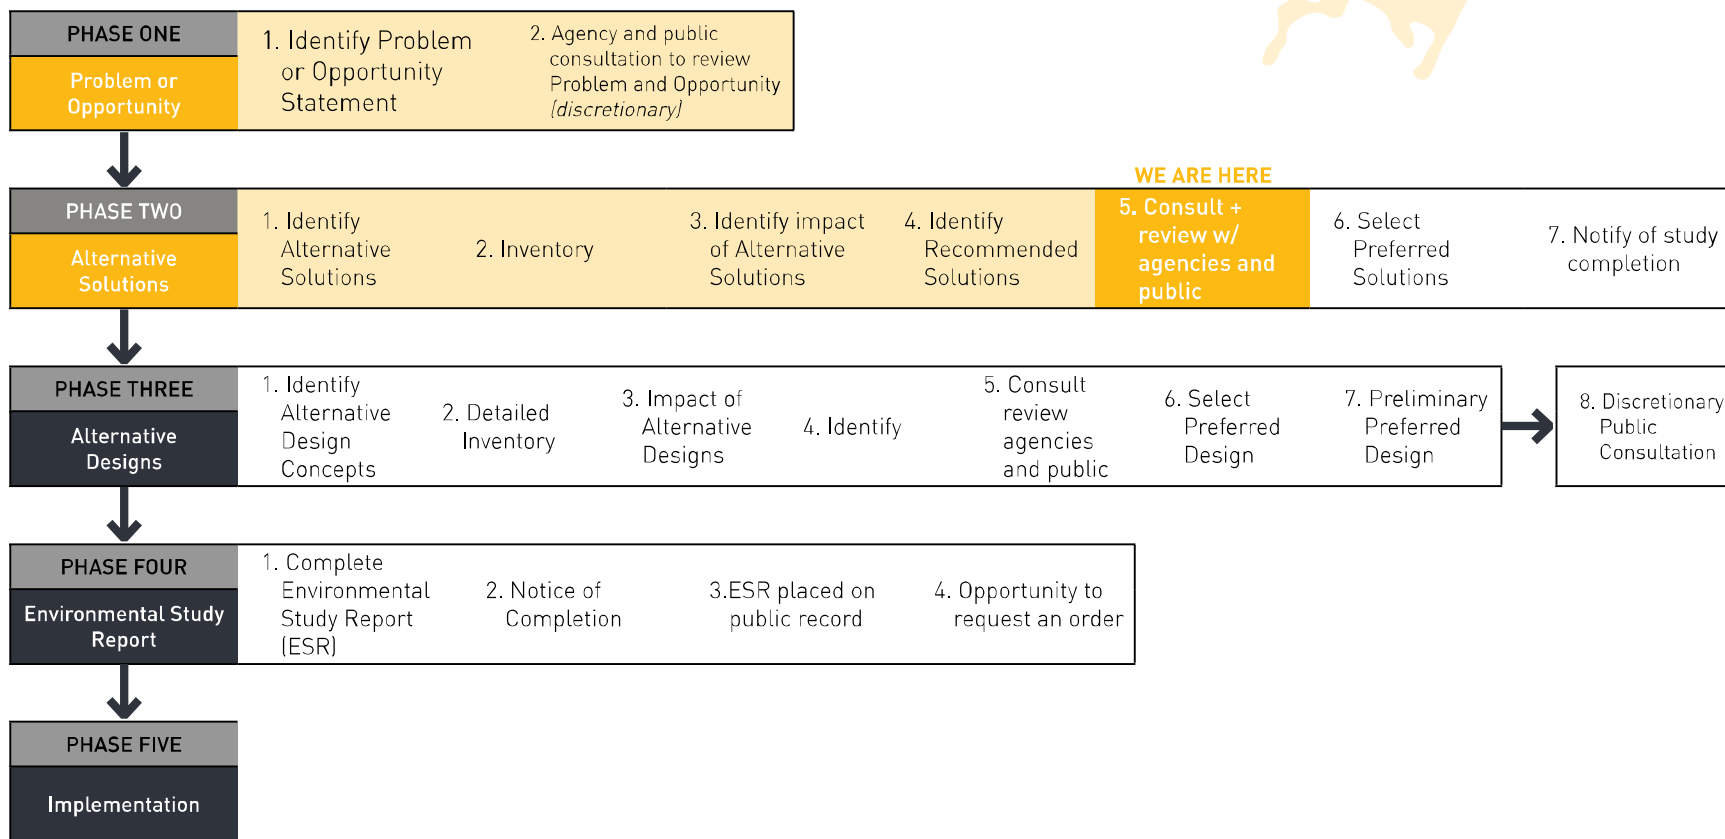 PHASE ONE
Problem or
Opportunity
1. Identify Problem
or Opportunity
Statement
2. Agency and public
consultation to review
Problem and Opportunity
(discretionary)
PHASE TWO
Alternative
Solutions
1. Identify
Alternative
Solutions
2. Inventory
3. Identify impact
of Alternative
Solutions
4. Identify
Recommended
Solutions
WE ARE HERE
5. Consult +
review w/
agencies and
public
6. Select
Preferred
Solutions
7. Notify of study
completion
PHASE THREE
Alternative
Designs
1. Identify
Alternative
Design
Concepts
2. Detailed
Inventory
3. Impact of
Alternative
Designs
4. Identify
5. Consult
review
agencies
and public
6. Select
Preferred
Design
7. Preliminary
Preferred
Design
8. Discretionary
Public
Consultation
PHASE FOUR
Environmental Study
Report
1. Complete
Environmental
Study Report
(ESR)
2. Notice of
Completion
3.ESR placed on
public record
4. Opportunity to
request an order
PHASE FIVE
Implementation